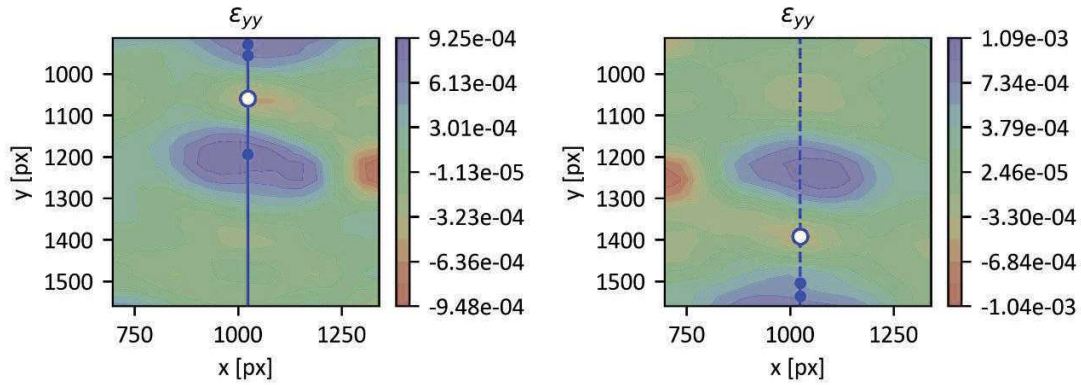 ε_yy
9.25e-04
6.13e-04
3.01e-04
-1.13e-05
-3.23e-04
-6.36e-04
-9.48e-04
1000
1100
1200
1300
1400
1500
y [px]
750
1000
1250
x [px]
ε_yy
1.09e-03
7.34e-04
3.79e-04
2.46e-05
-3.30e-04
-6.84e-04
-1.04e-03
1000
1100
1200
1300
1400
1500
y [px]
750
1000
1250
x [px]